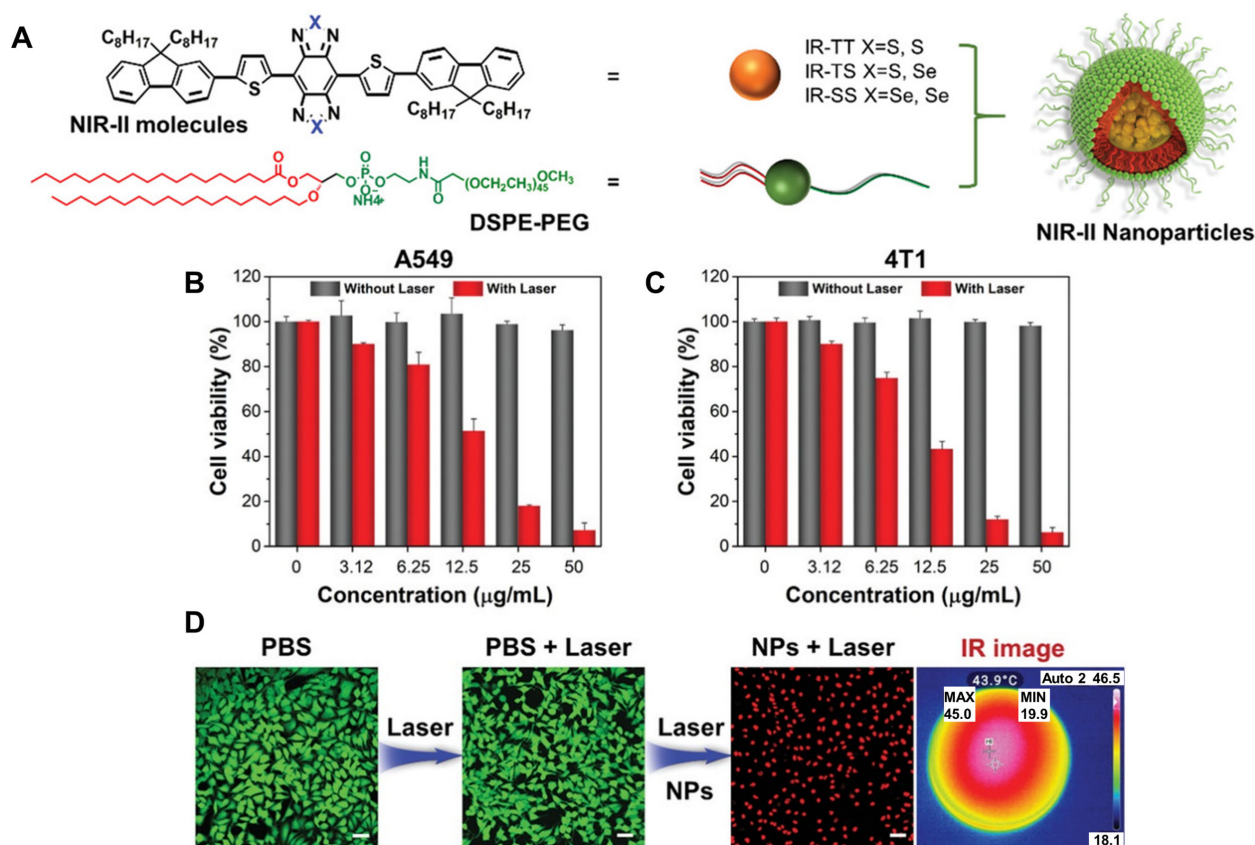 A
C8H17 C8H17
X
N N
S
S
N N
X
C8H17 C8H17
NIR-II molecules
=
IR-TT X=S, S
IR-TS X=S, Se
IR-SS X=Se, Se
O
O
O
O
P
O
O-
NH4+
H
N
O
(OCH2CH2)45OCH3
DSPE-PEG
=
NIR-II Nanoparticles
B
A549
Without Laser With Laser
Cell viability (%)
120
100
80
60
40
20
0
0 3.12 6.25 12.5 25 50
Concentration (μg/mL)
C
4T1
Without Laser With Laser
Cell viability (%)
120
100
80
60
40
20
0
0 3.12 6.25 12.5 25 50
Concentration (μg/mL)
D
PBS
Laser
PBS + Laser
Laser
NPs
NPs + Laser
IR image
43.9°C
Auto 2 46.5
MAX
45.0
MIN
19.9
18.1